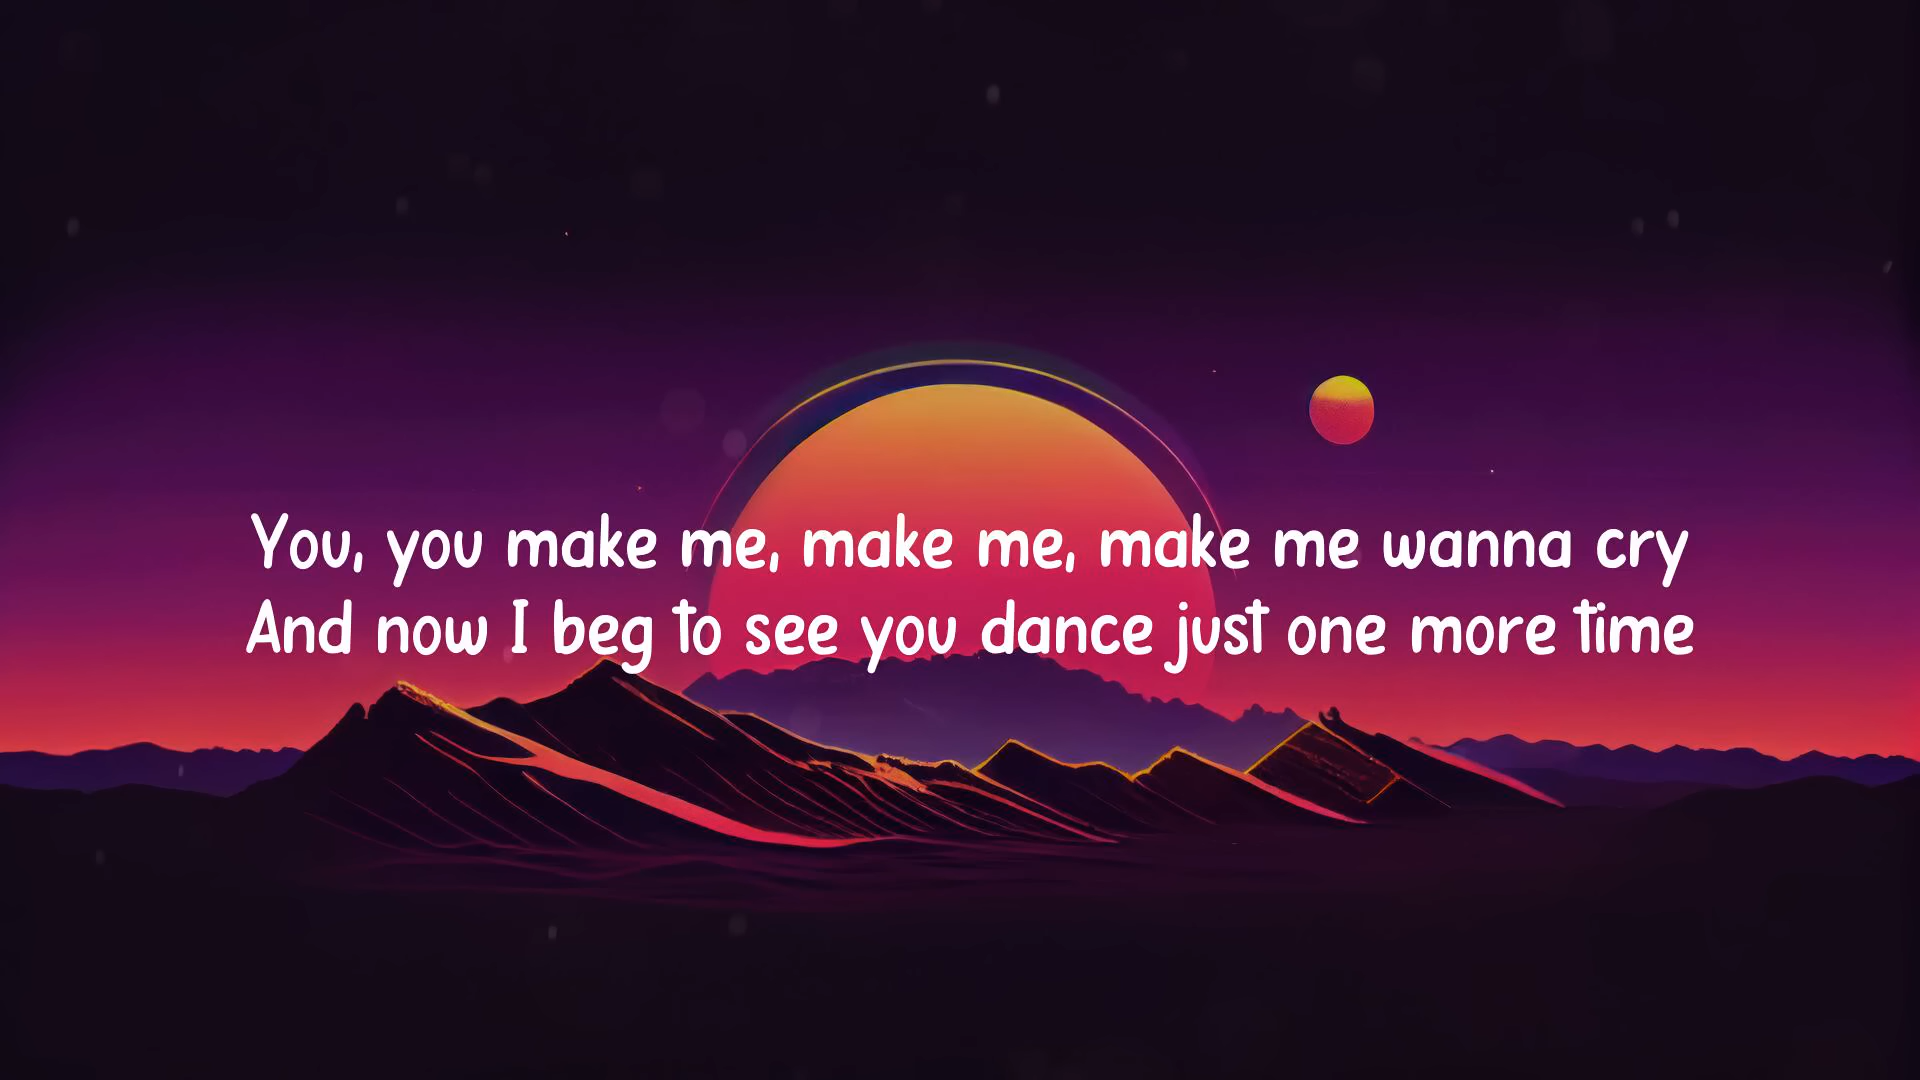 You, you make me, make me, make me wanna cry
And now I beg to see you dance just one more time